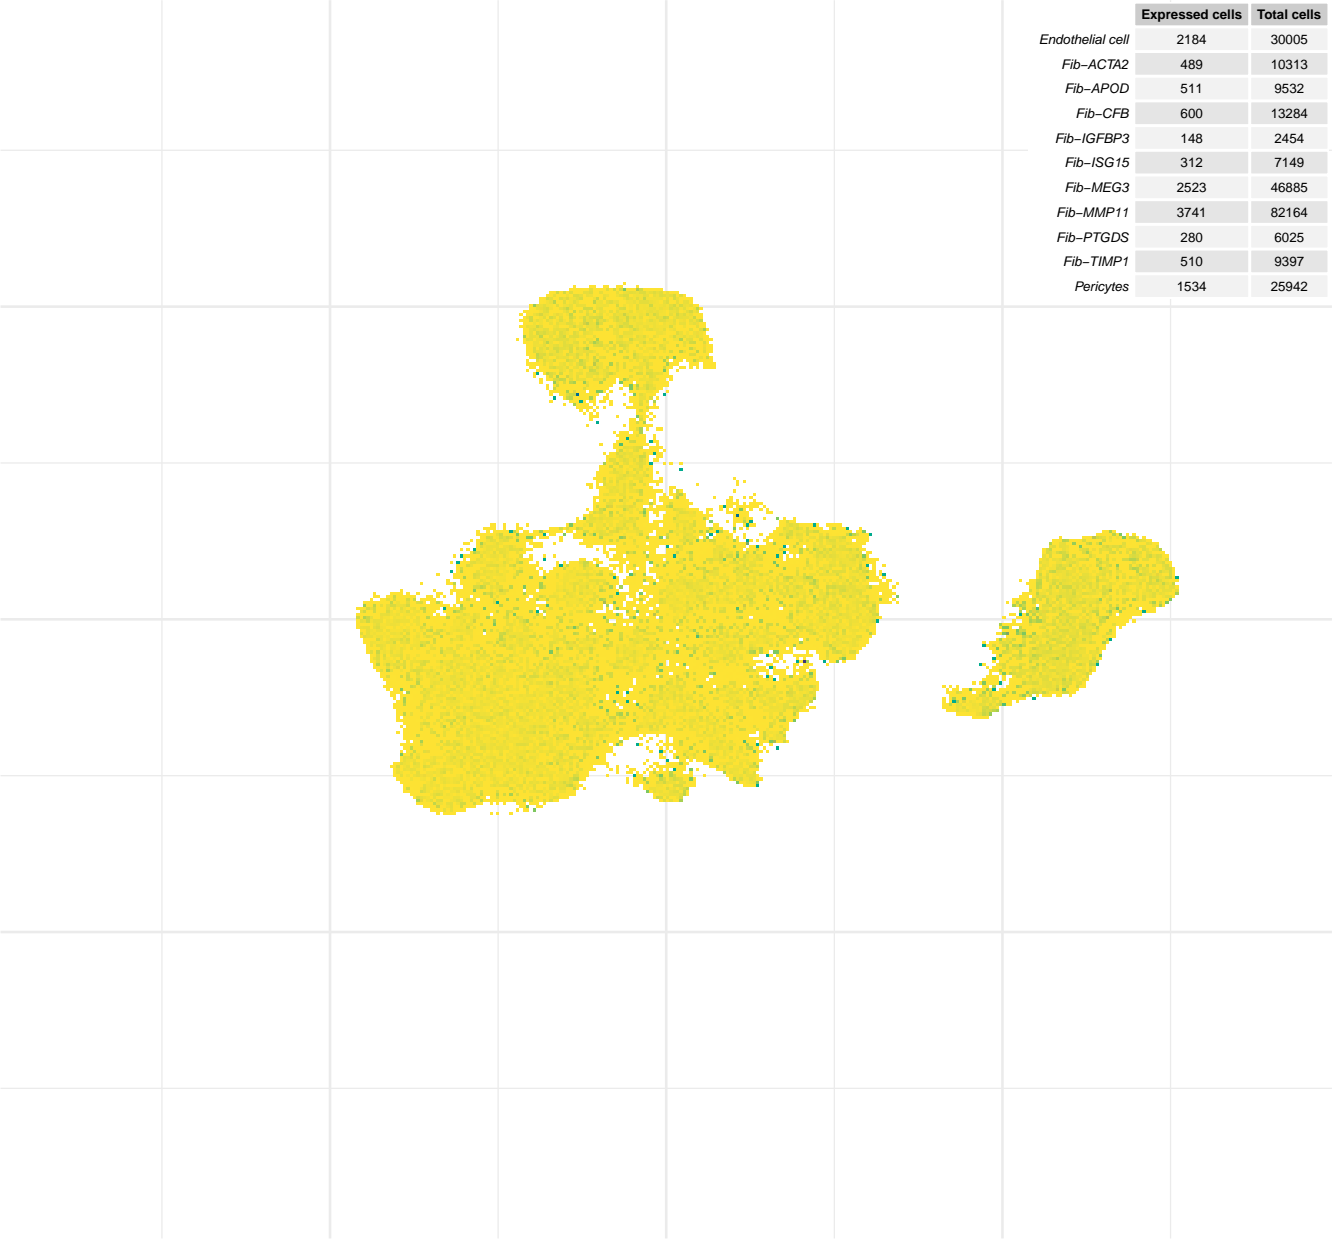 Expressed cells Total cells
Endothelial cell 2184 30005
Fib−ACTA2 489 10313
Fib−APOD 511 9532
Fib−CFB 600 13284
Fib−IGFBP3 148 2454
Fib−ISG15 312 7149
Fib−MEG3 2523 46885
Fib−MMP11 3741 82164
Fib−PTGDS 280 6025
Fib−TIMP1 510 9397
Pericytes 1534 25942